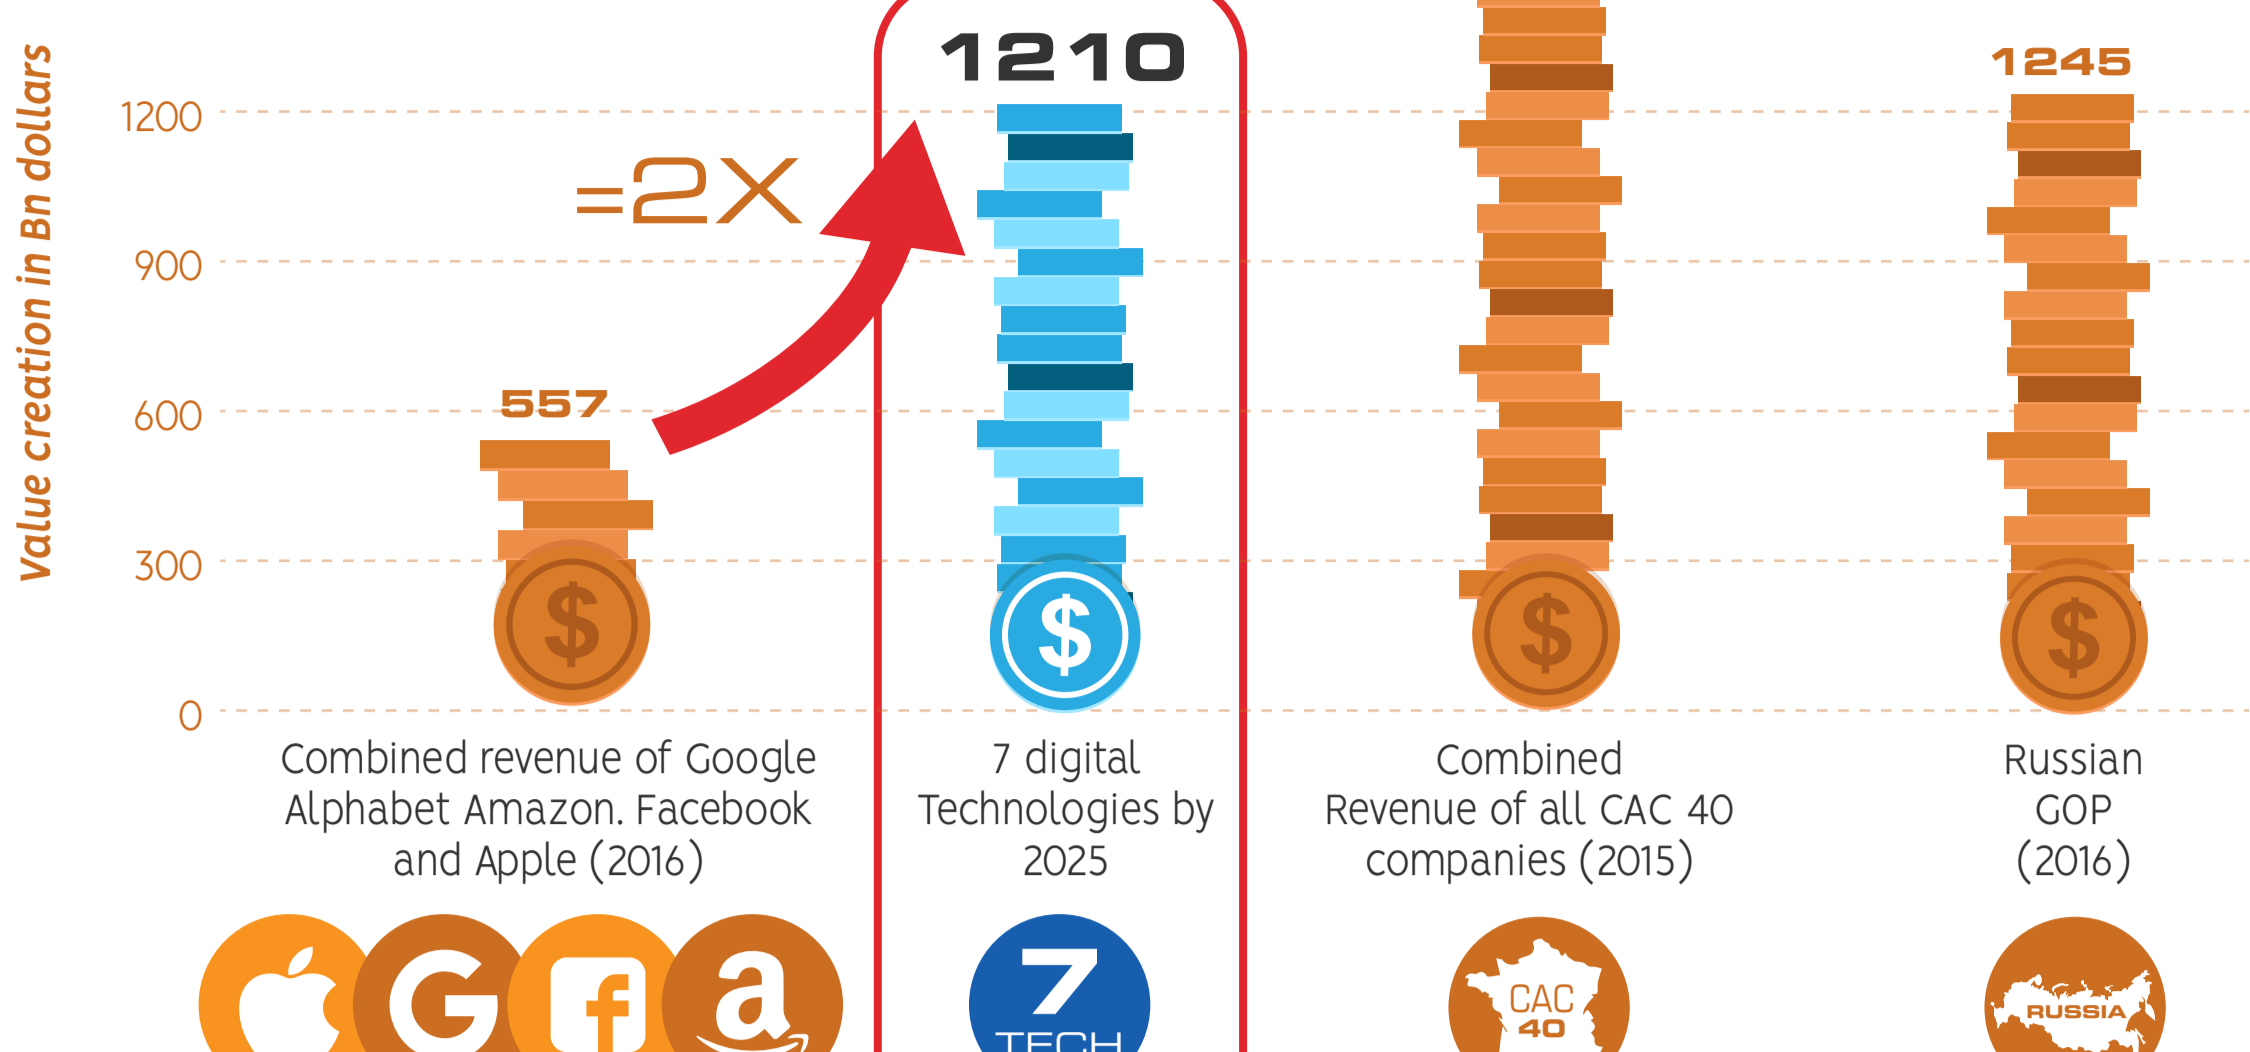 Value creation in Bn dollars
1200
900
600
300
0
=2X
557
1210
1245
$
$
$
$
Combined revenue of Google
Alphabet Amazon. Facebook
and Apple (2016)
7 digital
Technologies by
2025
Combined
Revenue of all CAC 40
companies (2015)
Russian
GOP
(2016)
G
f
a
7
TECH
CAC
40
RUSSIA